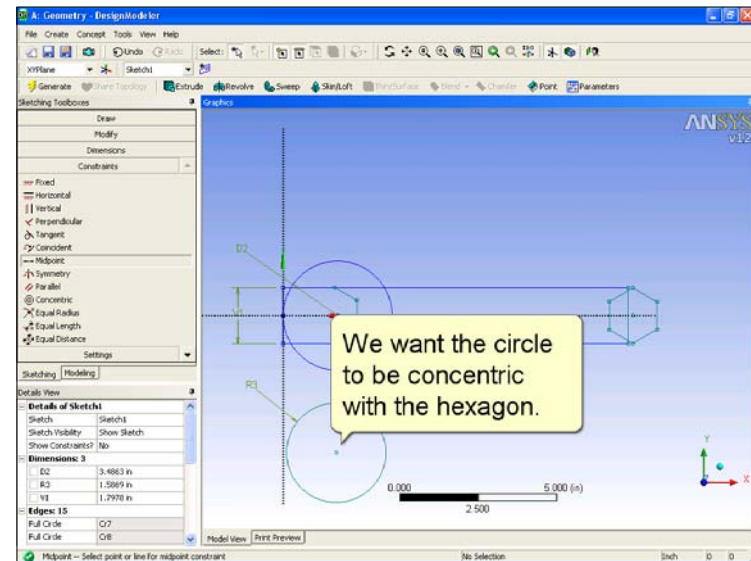 A: Geometry - DesignModeler
File Create Concept Tools View Help
Undo Redo Select:
XYPlane Sketch1
Generate Share Topology Extrude Revolve Sweep Skin/Loft Thin/Surface Blend Chamfer Point Parameters
Sketching Toolboxes
Draw
Modify
Dimensions
Constraints
Fixed
Horizontal
Vertical
Perpendicular
Tangent
Coincident
Midpoint
Symmetry
Parallel
Concentric
Equal Radius
Equal Length
Equal Distance
Settings
Sketching Modeling
Details View
Details of Sketch1
Sketch Sketch1
Sketch Visibility Show Sketch
Show Constraints? No
Dimensions: 3
D2 3.4863 in
R3 1.5869 in
V1 1.7970 in
Edges: 15
Full Circle Cr7
Full Circle Cr8
Graphics
ANSYS
v12
D2
V1
R3
We want the circle
to be concentric
with the hexagon.
0.000 5.000 (in)
2.500
Y
X
Model View Print Preview
Midpoint -- Select point or line for midpoint constraint No Selection Inch 0 0